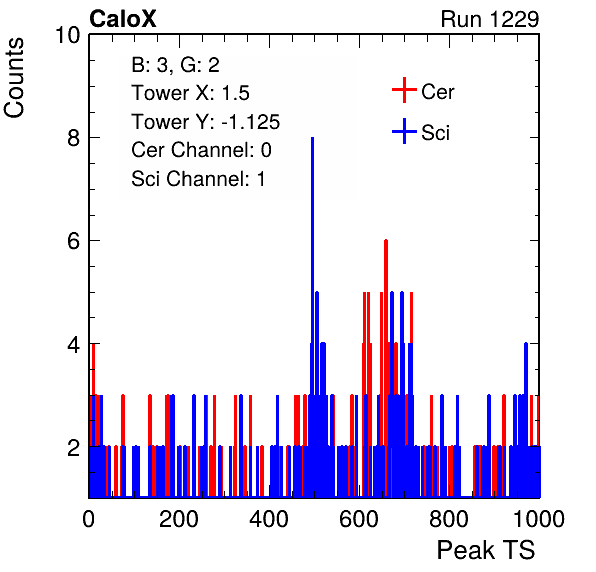 CaloX Run 1229
Counts
10
8
6
4
2
B: 3, G: 2
Tower X: 1.5
Tower Y: -1.125
Cer Channel: 0
Sci Channel: 1
Cer
Sci
0 200 400 600 800 1000
Peak TS